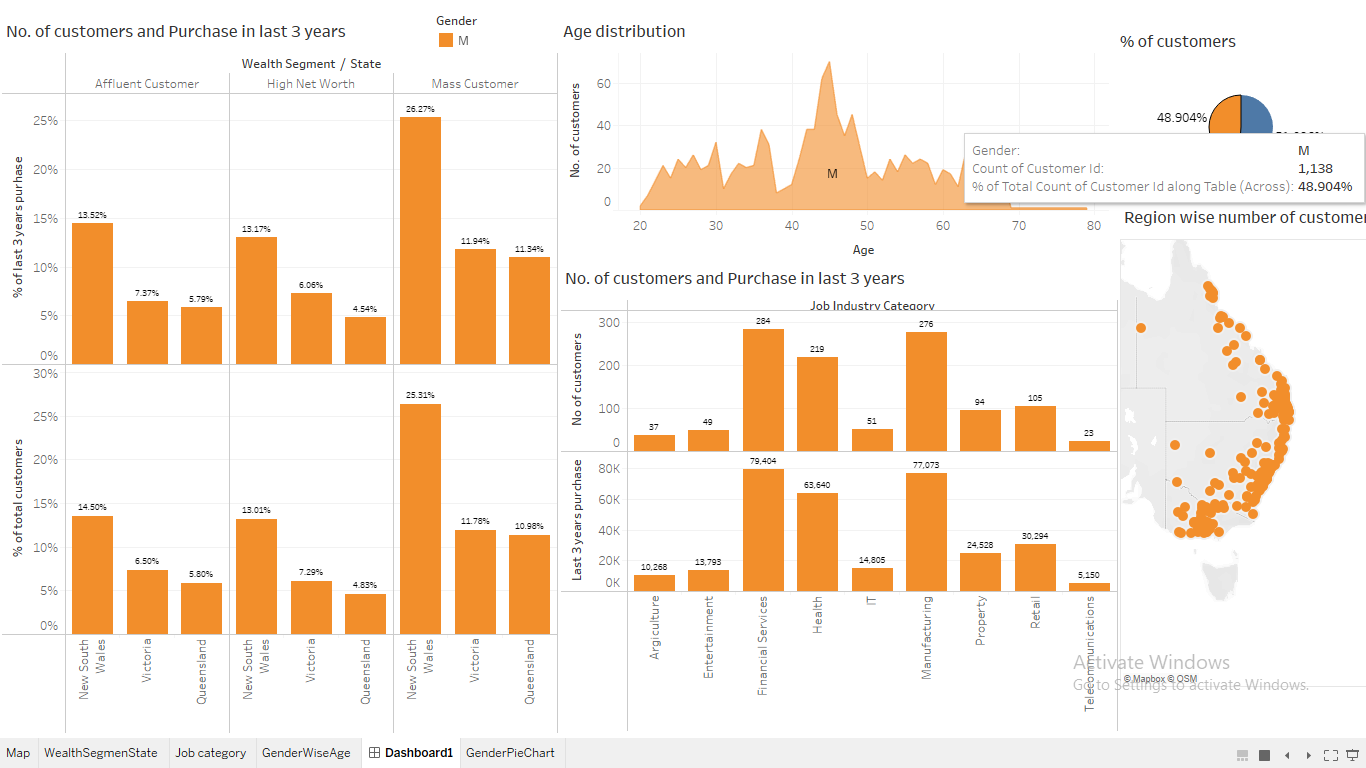 No. of customers and Purchase in last 3 years
Gender
M
Wealth Segment / State
Affluent Customer
High Net Worth
Mass Customer
% of last 3 years purhase
25%
20%
15%
10%
5%
0%
13.52%
7.37%
5.79%
13.17%
6.06%
4.54%
26.27%
11.94%
11.34%
% of total customers
30%
25%
20%
15%
10%
5%
0%
14.50%
6.50%
5.80%
13.01%
7.29%
4.83%
25.31%
11.78%
10.98%
New South
Wales
Victoria
Queensland
New South
Wales
Victoria
Queensland
New South
Wales
Victoria
Queensland
Age distribution
No. of customers
60
40
20
0
M
20
30
40
50
60
70
80
Age
No. of customers and Purchase in last 3 years
Job Industry Category
No of customers
300
200
100
0
37
49
284
219
51
276
94
105
23
Last 3 years purchase
80K
60K
40K
20K
0K
10,268
13,793
79,404
63,640
14,805
77,073
24,528
30,294
5,150
Argiculture
Entertainment
Financial Services
Health
IT
Manufacturing
Property
Retail
Telecommunications
% of customers
48.904%
Gender: M
Count of Customer Id: 1,138
% of Total Count of Customer Id along Table (Across): 48.904%
Region wise number of customer
Activate Windows
© Mapbox © OSM
Go to Settings to activate Windows.
Map WealthSegmenState Job category GenderWiseAge Dashboard1 GenderPieChart